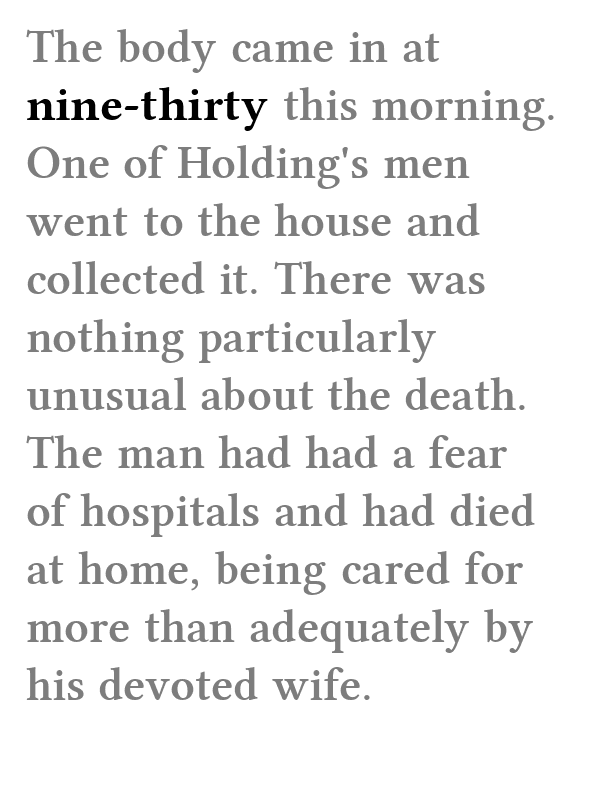 The body came in at
nine-thirty this morning.
One of Holding's men
went to the house and
collected it. There was
nothing particularly
unusual about the death.
The man had had a fear
of hospitals and had died
at home, being cared for
more than adequately by
his devoted wife.